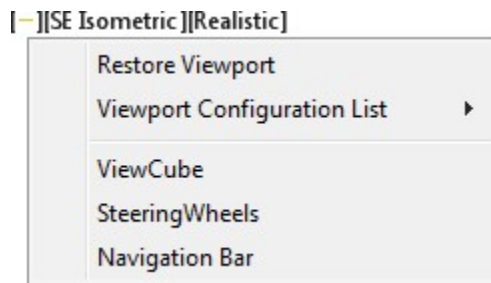 [−][SE Isometric][Realistic]
Restore Viewport
Viewport Configuration List
ViewCube
SteeringWheels
Navigation Bar